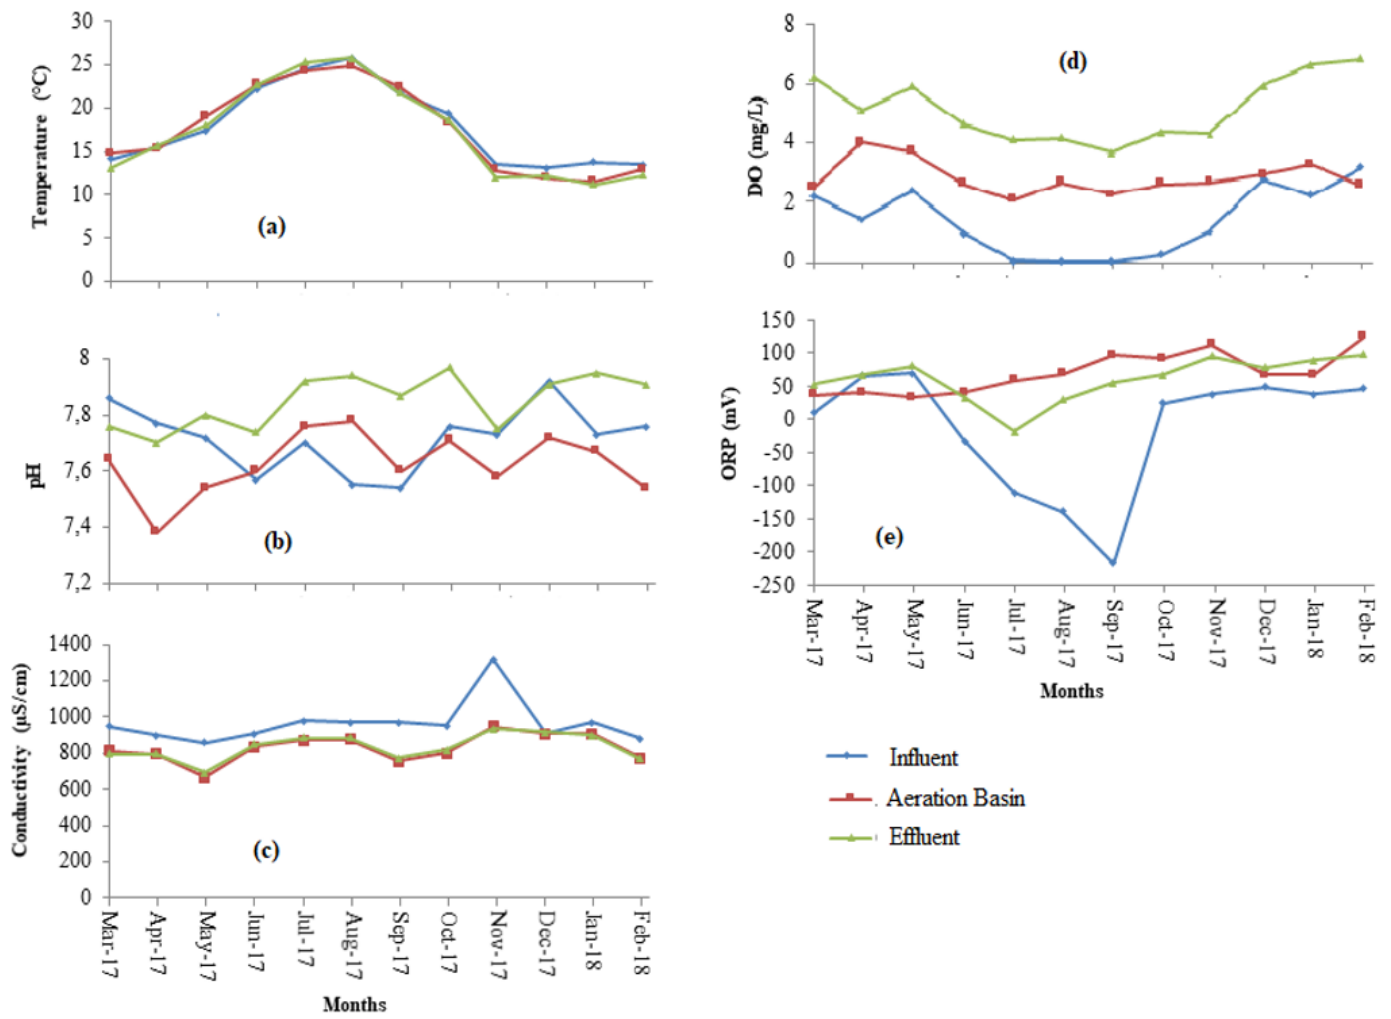 30
25
20
15
10
5
0
Temperature (°C)
(a)
8
7,8
7,6
7,4
7,2
pH
(b)
1400
1200
1000
800
600
400
200
0
Conductivity (µS/cm)
(c)
Mar-17
Apr-17
May-17
Jun-17
Jul-17
Aug-17
Sep-17
Oct-17
Nov-17
Dec-17
Jan-18
Feb-18
Months
8
6
4
2
0
DO (mg/L)
(d)
150
100
50
0
-50
-100
-150
-200
-250
ORP (mV)
(e)
Mar-17
Apr-17
May-17
Jun-17
Jul-17
Aug-17
Sep-17
Oct-17
Nov-17
Dec-17
Jan-18
Feb-18
Months
Influent
Aeration Basin
Effluent